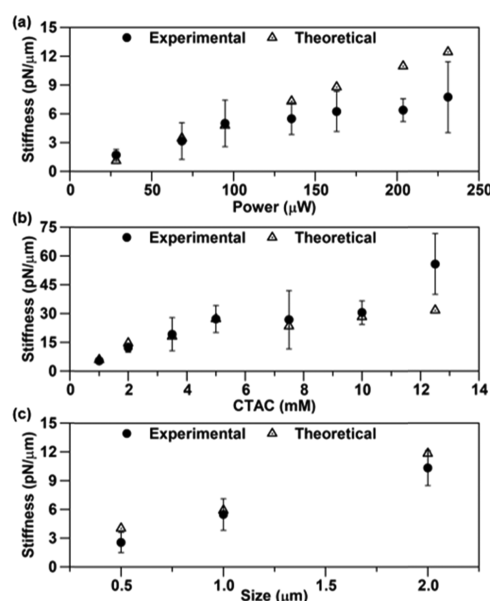 (a)
15
Experimental
Theoretical
12
9
6
3
0
Stiffness (pN/μm)
0
50
100
150
200
250
Power (μW)
(b)
75
Experimental
Theoretical
60
45
30
15
0
Stiffness (pN/μm)
0
2
4
6
8
10
12
14
CTAC (mM)
(c)
15
Experimental
Theoretical
12
9
6
3
0
Stiffness (pN/μm)
0.5
1.0
1.5
2.0
Size (μm)